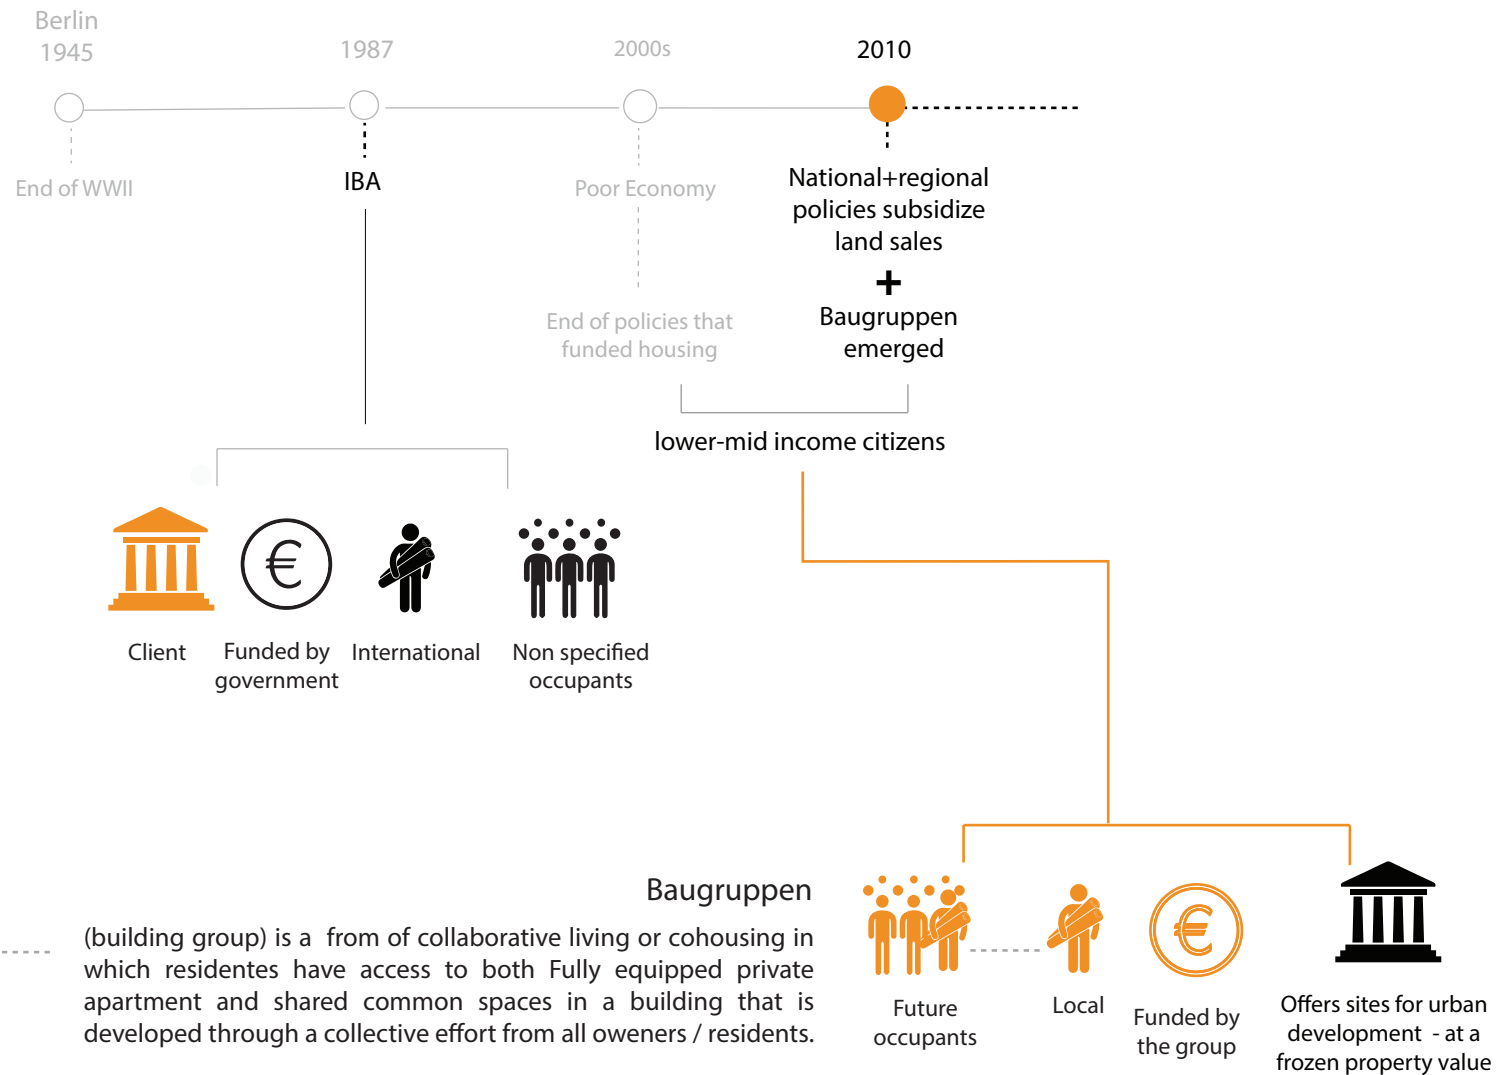 Berlin
1945
1987
2000s
2010
End of WWII
IBA
Poor Economy
National+regional
policies subsidize
land sales
+
Baugruppen
emerged
End of policies that
funded housing
lower-mid income citizens
€
Client
Funded by
government
International
Non specified
occupants
Baugruppen
(building group) is a from of collaborative living or cohousing in
which residentes have access to both Fully equipped private
apartment and shared common spaces in a building that is
developed through a collective effort from all oweners / residents.
€
Future
occupants
Local
Funded by
the group
Offers sites for urban
development - at a
frozen property value